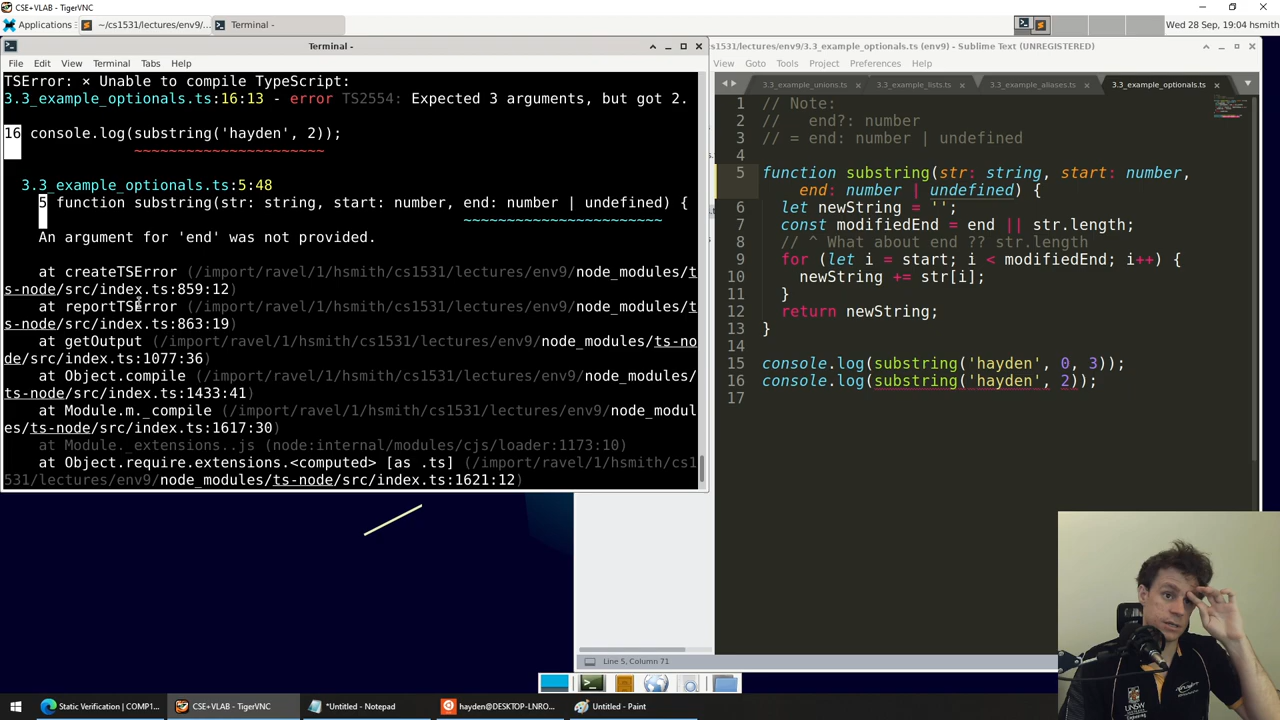 CSE+VLAB - TigerVNC
Applications
~/cs1531/lectures/env9/...
Terminal -
Wed 28 Sep, 19:04 hsmith
Terminal -
File Edit View Terminal Tabs Help
TSError: ⨯ Unable to compile TypeScript:
3.3_example_optionals.ts:16:13 - error TS2554: Expected 3 arguments, but got 2.
16 console.log(substring('hayden', 2));
~~~~~~~~~~~~~~~~~~~~~~
3.3_example_optionals.ts:5:48
5 function substring(str: string, start: number, end: number | undefined) {
~~~~~~~~~~~~~~~~~~~~~~~
An argument for 'end' was not provided.
at createTSError (/import/ravel/1/hsmith/cs1531/lectures/env9/node_modules/t
s-node/src/index.ts:859:12)
at reportTSError (/import/ravel/1/hsmith/cs1531/lectures/env9/node_modules/t
s-node/src/index.ts:863:19)
at getOutput (/import/ravel/1/hsmith/cs1531/lectures/env9/node_modules/ts-no
de/src/index.ts:1077:36)
at Object.compile (/import/ravel/1/hsmith/cs1531/lectures/env9/node_modules/
ts-node/src/index.ts:1433:41)
at Module.m._compile (/import/ravel/1/hsmith/cs1531/lectures/env9/node_modul
es/ts-node/src/index.ts:1617:30)
at Module._extensions..js (node:internal/modules/cjs/loader:1173:10)
at Object.require.extensions.<computed> [as .ts] (/import/ravel/1/hsmith/cs1
531/lectures/env9/node_modules/ts-node/src/index.ts:1621:12)
s1531/lectures/env9/3.3_example_optionals.ts (env9) - Sublime Text (UNREGISTERED)
View Goto Tools Project Preferences Help
3.3_example_unions.ts
3.3_example_lists.ts
3.3_example_aliases.ts
3.3_example_optionals.ts
1 // Note:
2 // end?: number
3 // = end: number | undefined
4
5 function substring(str: string, start: number,
end: number | undefined) {
6 let newString = '';
7 const modifiedEnd = end || str.length;
8 // ^ What about end ?? str.length
9 for (let i = start; i < modifiedEnd; i++) {
10 newString += str[i];
11 }
12 return newString;
13 }
14
15 console.log(substring('hayden', 0, 3));
16 console.log(substring('hayden', 2));
17
Line 5, Column 71
UNSW
Static Verification | COMP1...
CSE+VLAB - TigerVNC
*Untitled - Notepad
hayden@DESKTOP-LNRO...
Untitled - Paint